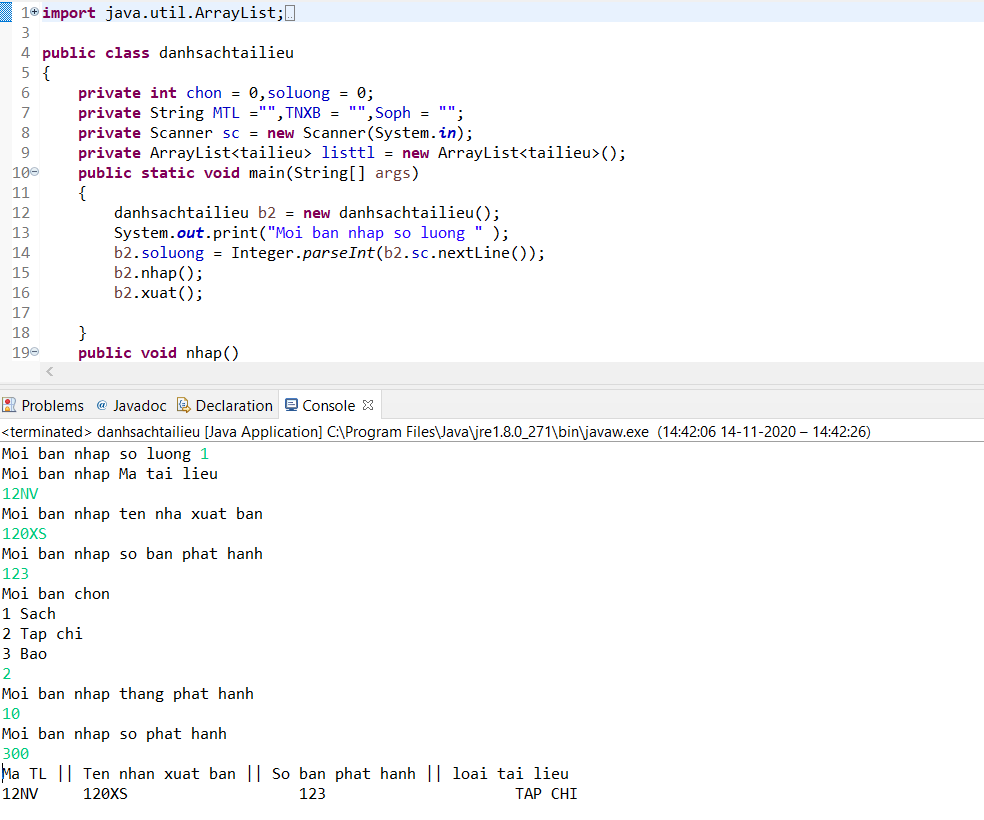 1 import java.util.ArrayList;
3
4 public class danhsachtailieu
5 {
6 private int chon = 0,soluong = 0;
7 private String MTL ="",TNXB = "",Soph = "";
8 private Scanner sc = new Scanner(System.in);
9 private ArrayList<tailieu> listtl = new ArrayList<tailieu>();
10 public static void main(String[] args)
11 {
12 danhsachtailieu b2 = new danhsachtailieu();
13 System.out.print("Moi ban nhap so luong " );
14 b2.soluong = Integer.parseInt(b2.sc.nextLine());
15 b2.nhap();
16 b2.xuat();
17
18 }
19 public void nhap()
Problems @ Javadoc Declaration Console
<terminated> danhsachtailieu [Java Application] C:\Program Files\Java\jre1.8.0_271\bin\javaw.exe (14:42:06 14-11-2020 – 14:42:26)
Moi ban nhap so luong 1
Moi ban nhap Ma tai lieu
12NV
Moi ban nhap ten nha xuat ban
120XS
Moi ban nhap so ban phat hanh
123
Moi ban chon
1 Sach
2 Tap chi
3 Bao
2
Moi ban nhap thang phat hanh
10
Moi ban nhap so phat hanh
300
Ma TL || Ten nhan xuat ban || So ban phat hanh || loai tai lieu
12NV 120XS 123 TAP CHI